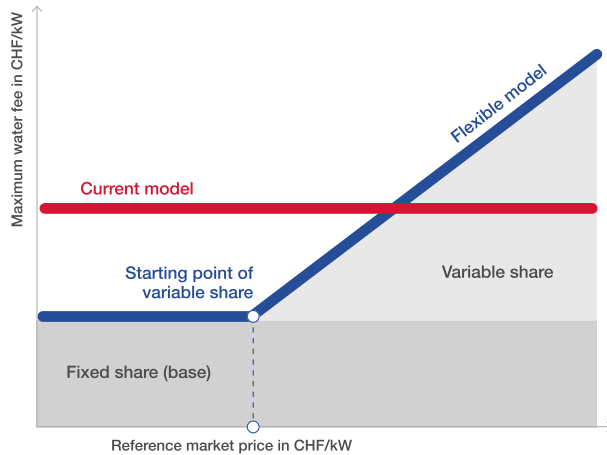 Maximum water fee in CHF/kW
Flexible model
Current model
Starting point of
variable share
Variable share
Fixed share (base)
Reference market price in CHF/kW